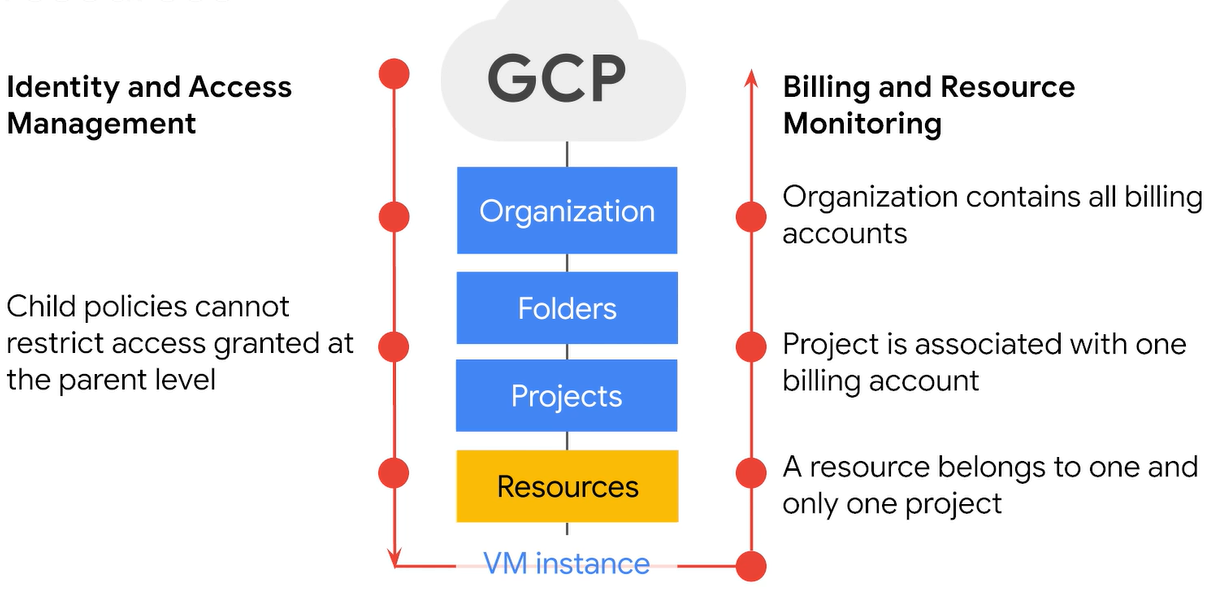 GCP
Identity and Access
Management
Child policies cannot
restrict access granted at
the parent level
Organization
Folders
Projects
Resources
VM instance
Billing and Resource
Monitoring
Organization contains all billing
accounts
Project is associated with one
billing account
A resource belongs to one and
only one project